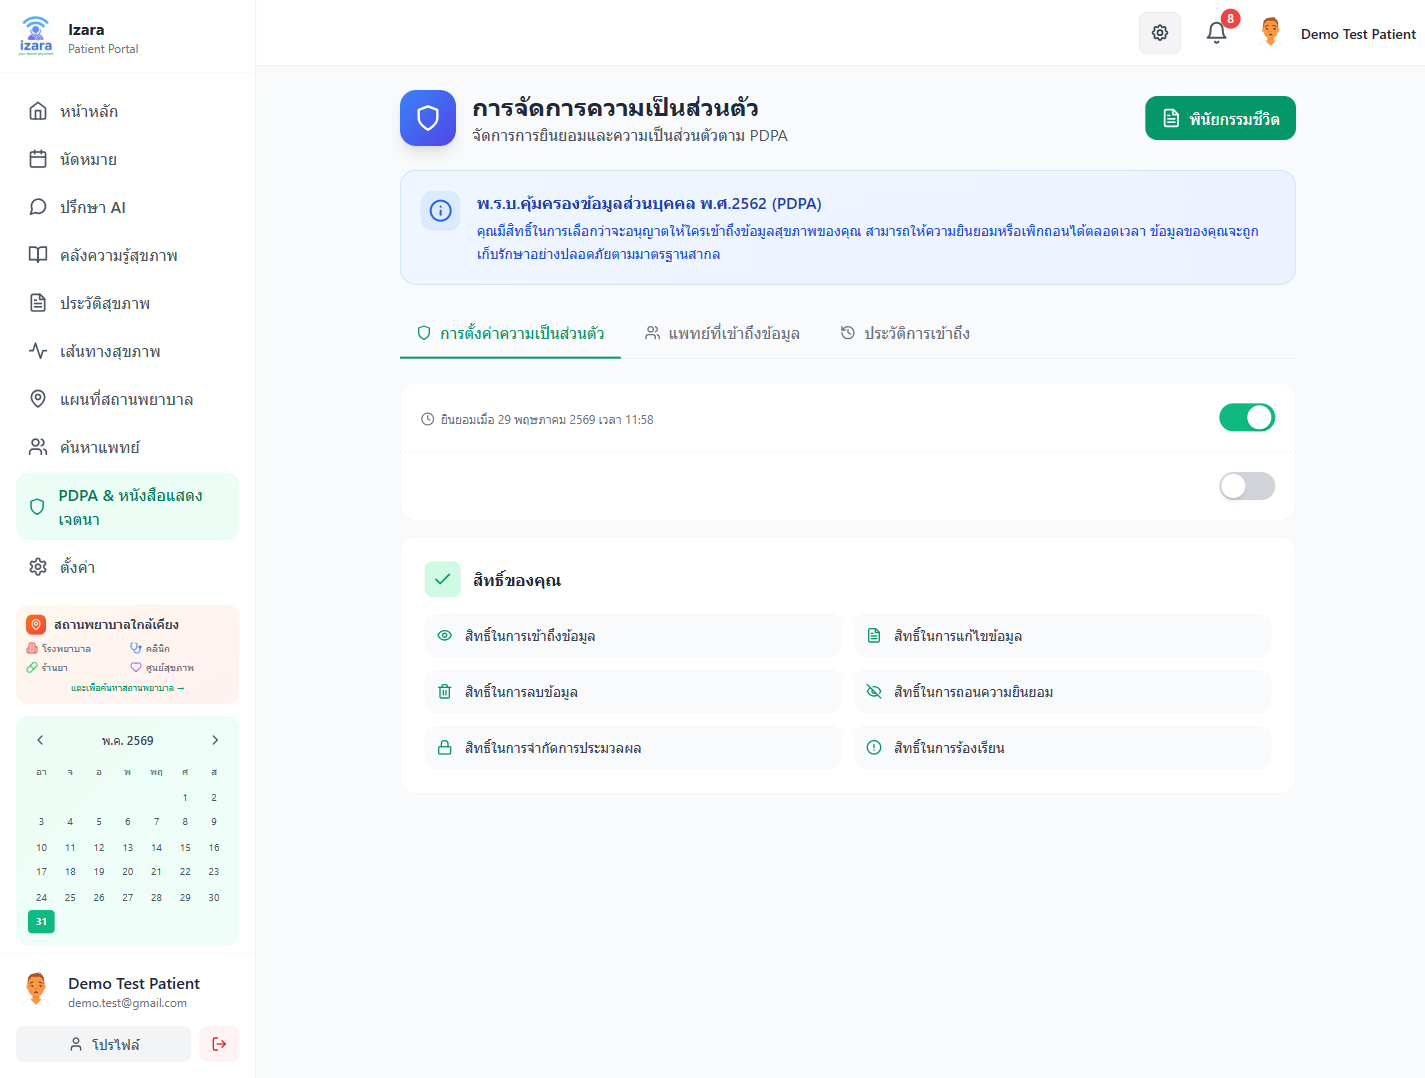 izara
Izara
Patient Portal
หน้าหลัก
นัดหมาย
ปรึกษา AI
คลังความรู้สุขภาพ
ประวัติสุขภาพ
เส้นทางสุขภาพ
แผนที่สถานพยาบาล
ค้นหาแพทย์
PDPA & หนังสือแสดง
เจตนา
ตั้งค่า
สถานพยาบาลใกล้เคียง
โรงพยาบาล คลินิก
ร้านยา ศูนย์สุขภาพ
แตะเพื่อค้นหาสถานพยาบาล →
พ.ค. 2569
อา จ อ พ พฤ ศ ส
1 2
3 4 5 6 7 8 9
10 11 12 13 14 15 16
17 18 19 20 21 22 23
24 25 26 27 28 29 30
31
Demo Test Patient
demo.test@gmail.com
โปรไฟล์
8
Demo Test Patient
การจัดการความเป็นส่วนตัว
จัดการการยินยอมและความเป็นส่วนตัวตาม PDPA
พินัยกรรมชีวิต
พ.ร.บ.คุ้มครองข้อมูลส่วนบุคคล พ.ศ.2562 (PDPA)
คุณมีสิทธิ์ในการเลือกว่าจะอนุญาตให้ใครเข้าถึงข้อมูลสุขภาพของคุณ สามารถให้ความยินยอมหรือเพิกถอนได้ตลอดเวลา ข้อมูลของคุณจะถูก
เก็บรักษาอย่างปลอดภัยตามมาตรฐานสากล
การตั้งค่าความเป็นส่วนตัว แพทย์ที่เข้าถึงข้อมูล ประวัติการเข้าถึง
ยินยอมเมื่อ 29 พฤษภาคม 2569 เวลา 11:58
สิทธิ์ของคุณ
สิทธิ์ในการเข้าถึงข้อมูล สิทธิ์ในการแก้ไขข้อมูล
สิทธิ์ในการลบข้อมูล สิทธิ์ในการถอนความยินยอม
สิทธิ์ในการจำกัดการประมวลผล สิทธิ์ในการร้องเรียน